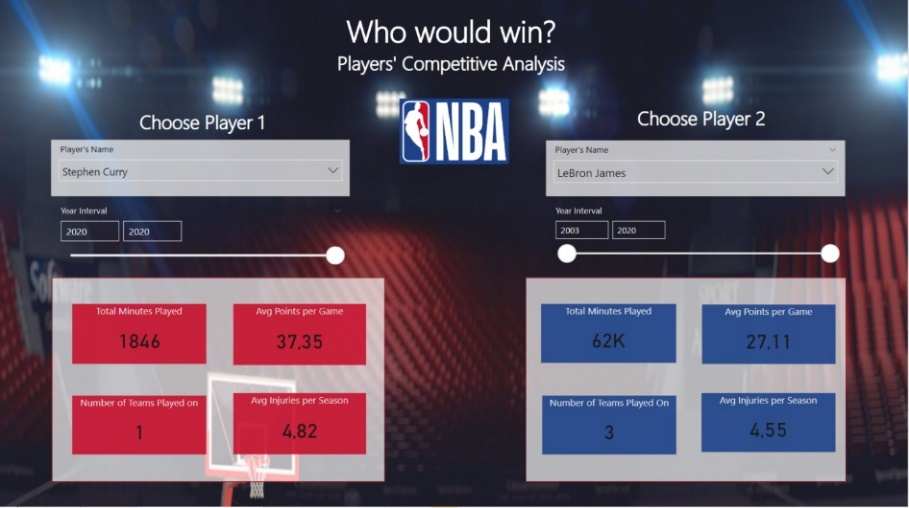 Who would win?
Players' Competitive Analysis
NBA
Choose Player 1
Player's Name
Stephen Curry
Year Interval
2020 2020
Total Minutes Played
1846
Avg Points per Game
37,35
Number of Teams Played on
1
Avg Injuries per Season
4,82
Choose Player 2
Player's Name
LeBron James
Year Interval
2003 2020
Total Minutes Played
62K
Avg Points per Game
27,11
Number of Teams Played On
3
Avg Injuries per Season
4,55